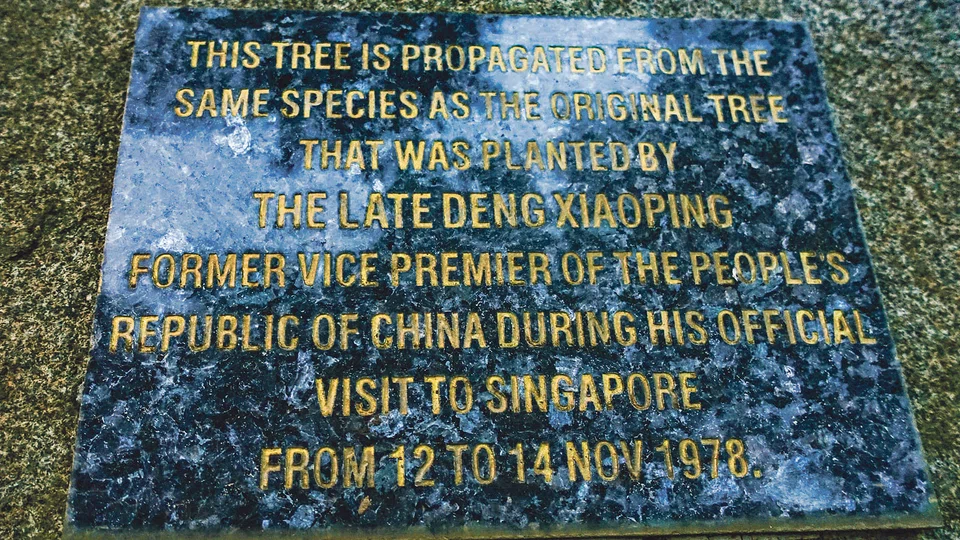 THIS TREE IS PROPAGATED FROM THE
SAME SPECIES AS THE ORIGINAL TREE
THAT WAS PLANTED BY
THE LATE DENG XIAOPING
FORMER VICE PREMIER OF THE PEOPLE'S
REPUBLIC OF CHINA DURING HIS OFFICIAL
VISIT TO SINGAPORE
FROM 12 TO 14 NOV 1978.